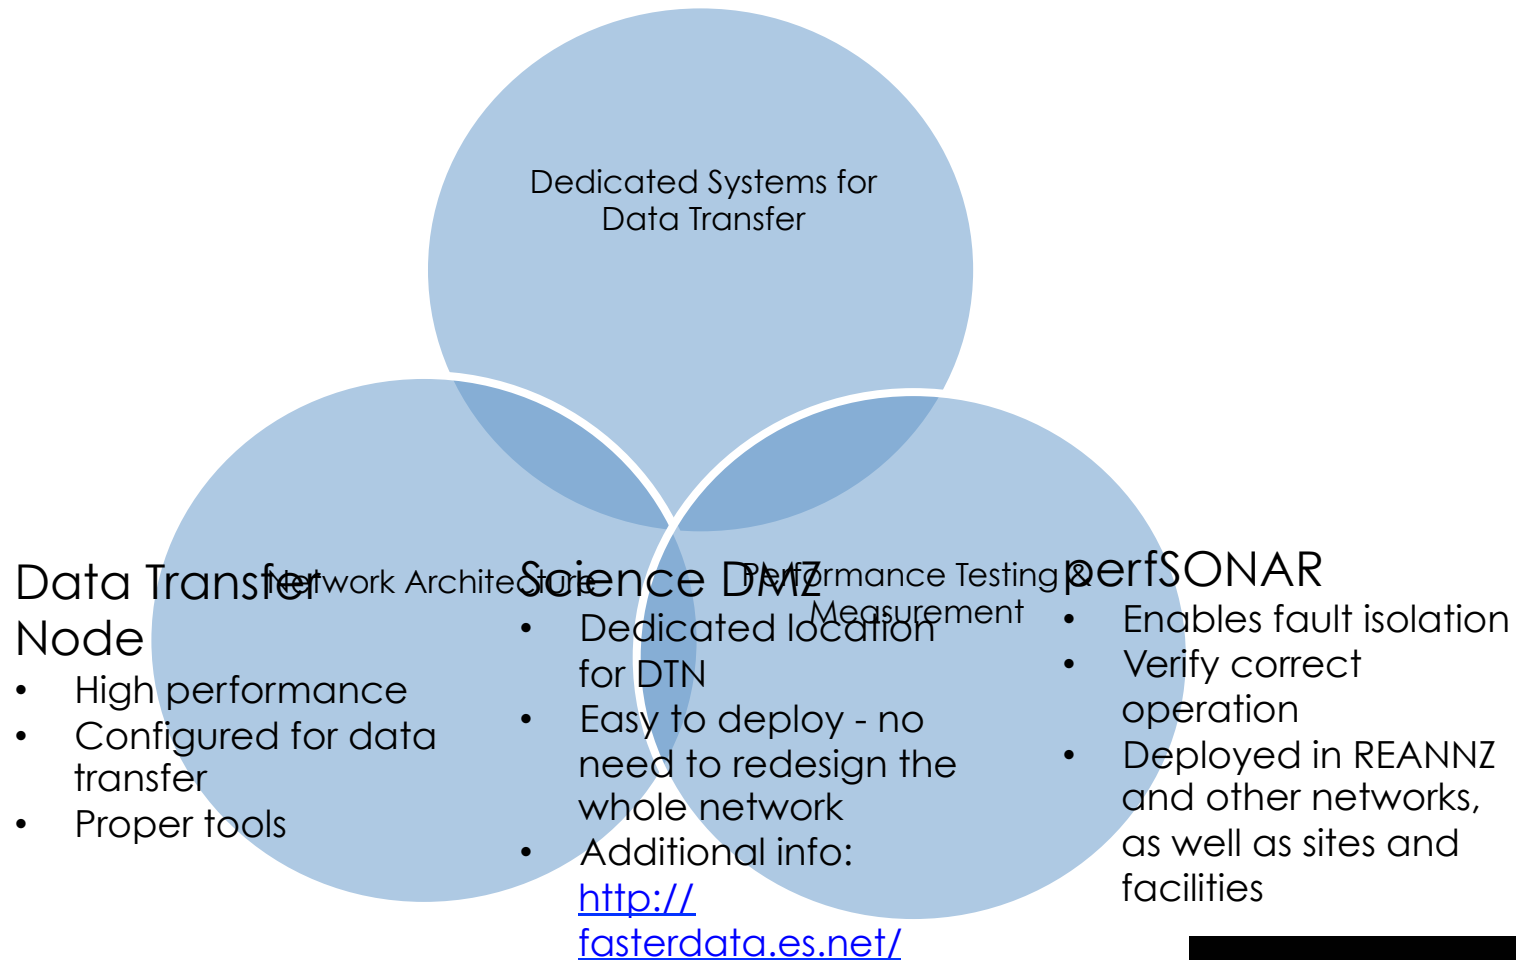 Dedicated Systems for
Data Transfer
Network Architecture
Performance Testing &
Measurement
Data Transfer
Node
• High performance
• Configured for data
transfer
• Proper tools
Science DMZ
• Dedicated location
for DTN
• Easy to deploy - no
need to redesign the
whole network
• Additional info:
http://
fasterdata.es.net/
perfSONAR
• Enables fault isolation
• Verify correct
operation
• Deployed in REANNZ
and other networks,
as well as sites and
facilities